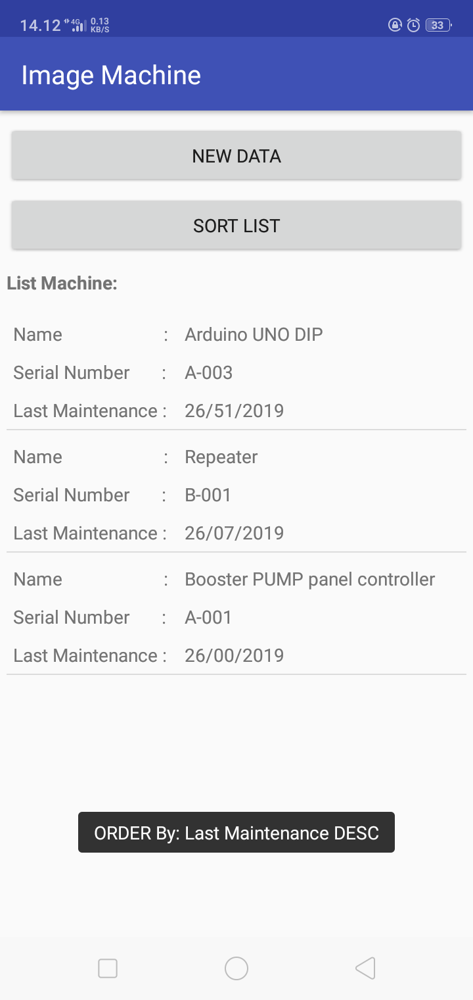 14.12 4G 0.13 KB/S 33
Image Machine
NEW DATA
SORT LIST
List Machine:
Name : Arduino UNO DIP
Serial Number : A-003
Last Maintenance : 26/51/2019
Name : Repeater
Serial Number : B-001
Last Maintenance : 26/07/2019
Name : Booster PUMP panel controller
Serial Number : A-001
Last Maintenance : 26/00/2019
ORDER By: Last Maintenance DESC